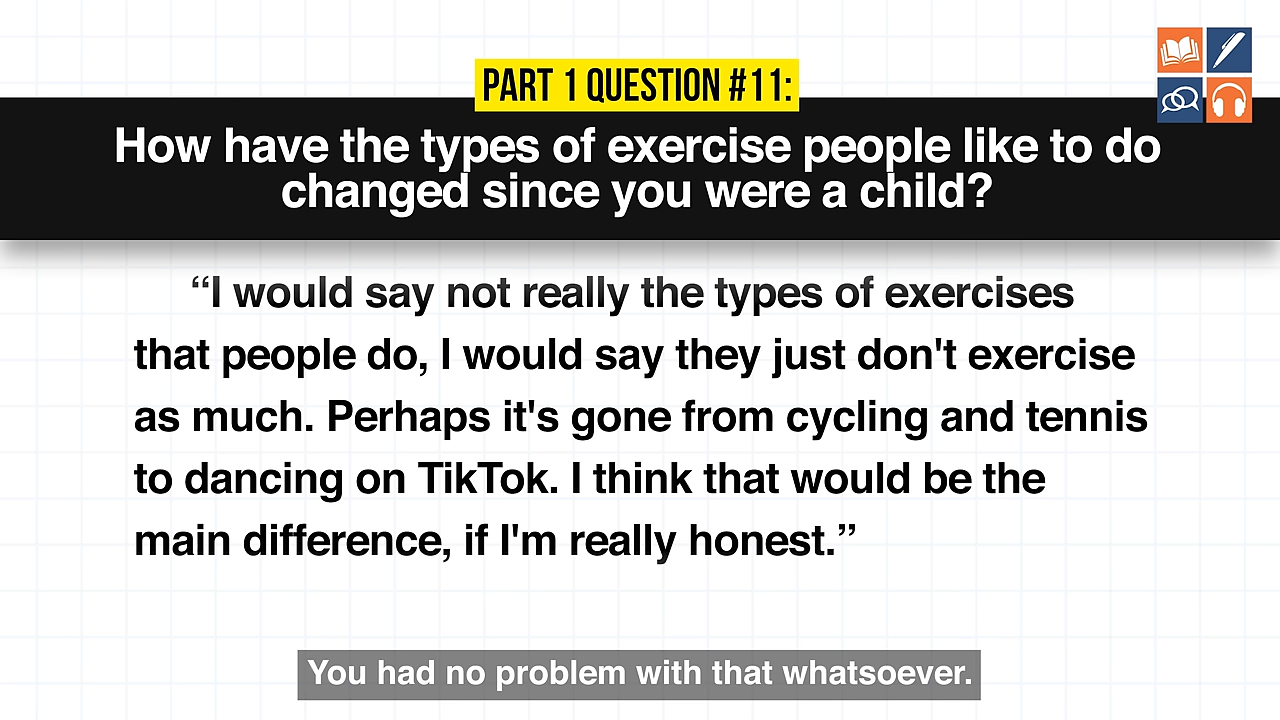 PART 1 QUESTION #11:
How have the types of exercise people like to do
changed since you were a child?
“I would say not really the types of exercises
that people do, I would say they just don't exercise
as much. Perhaps it's gone from cycling and tennis
to dancing on TikTok. I think that would be the
main difference, if I'm really honest.”
You had no problem with that whatsoever.